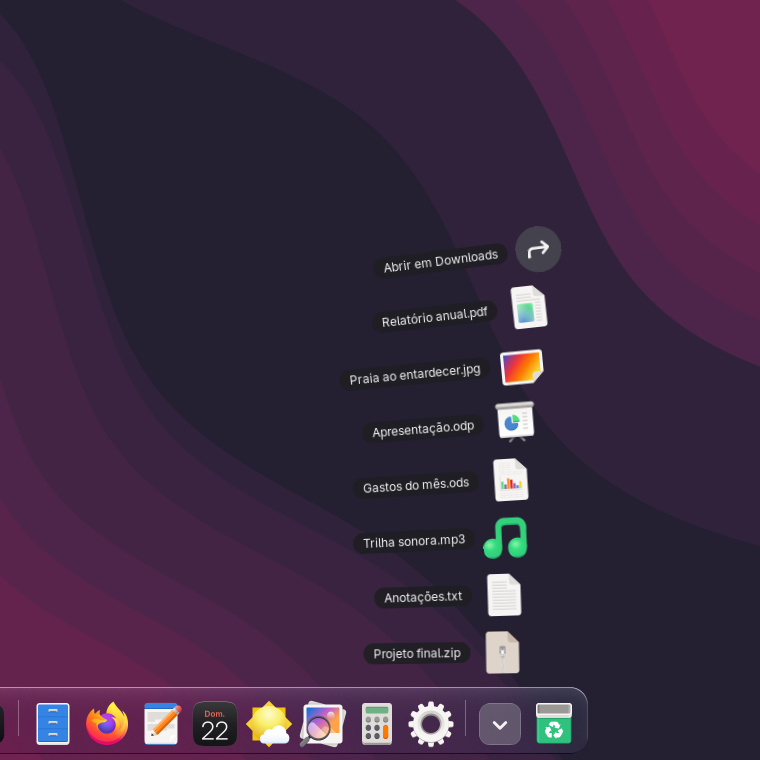 Abrir em Downloads
Relatório anual.pdf
Praia ao entardecer.jpg
Apresentação.odp
Gastos do mês.ods
Trilha sonora.mp3
Anotações.txt
Projeto final.zip
Dom.
22